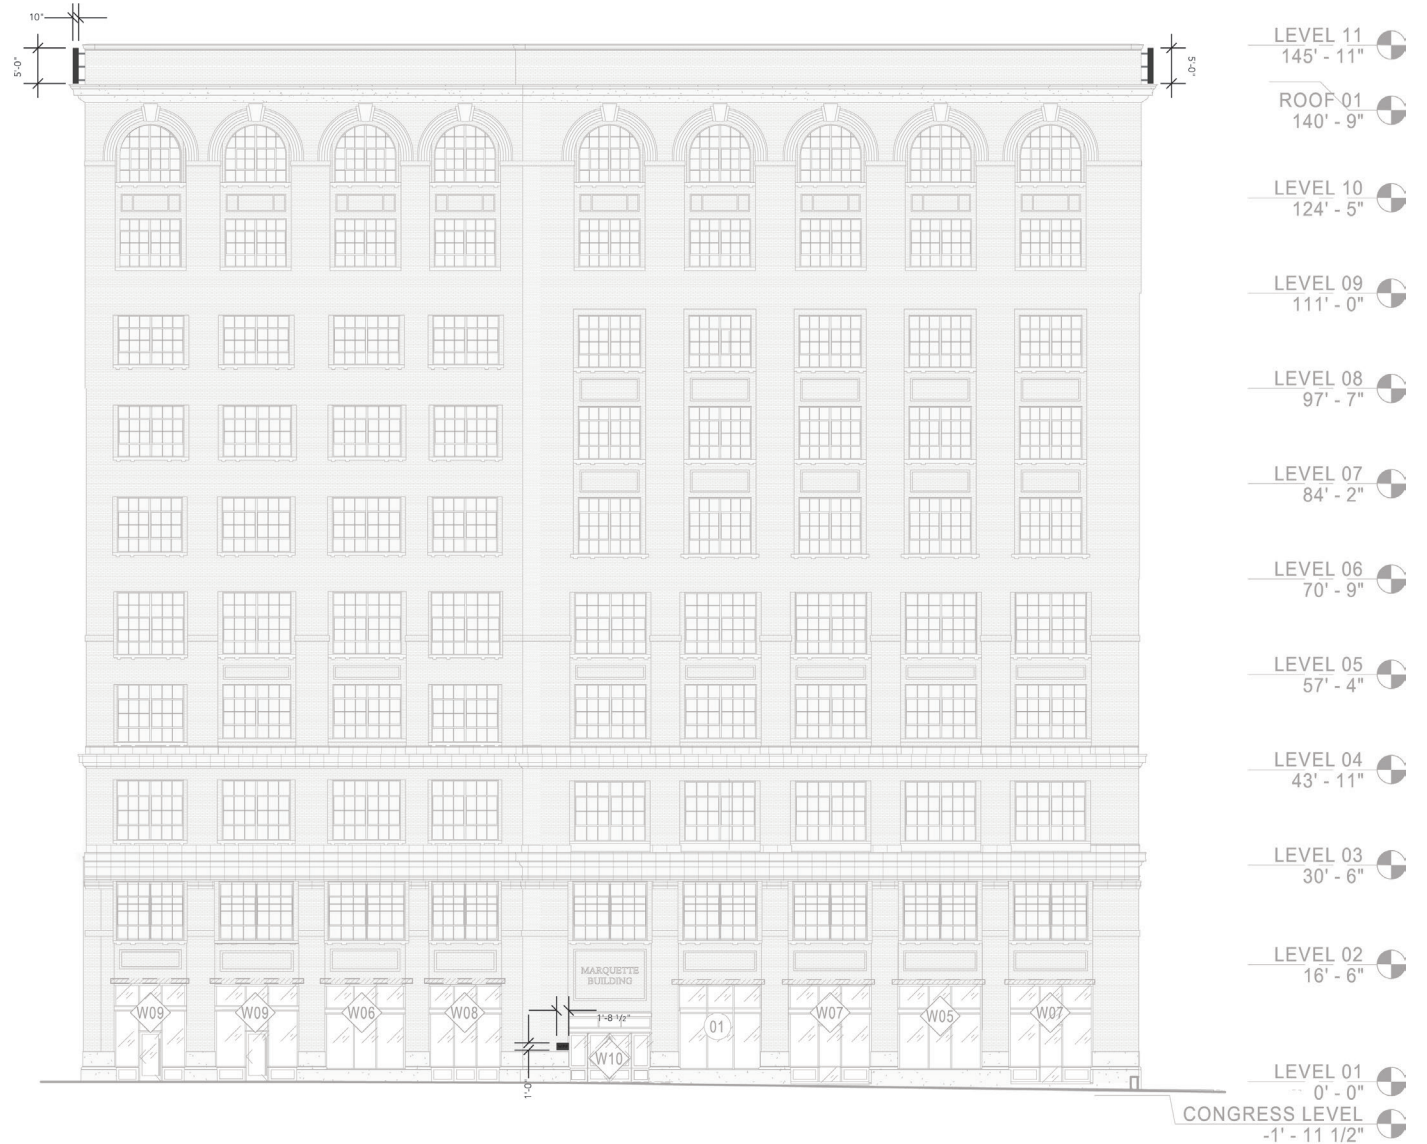 10"
5'-0"
5'-0"
LEVEL 11
145' - 11"
ROOF 01
140' - 9"
LEVEL 10
124' - 5"
LEVEL 09
111' - 0"
LEVEL 08
97' - 7"
LEVEL 07
84' - 2"
LEVEL 06
70' - 9"
LEVEL 05
57' - 4"
LEVEL 04
43' - 11"
LEVEL 03
30' - 6"
LEVEL 02
16' - 6"
MARQUETTE
BUILDING
W09
W09
W06
W08
1'-8 1/2"
01
W07
W05
W07
W10
1'-0"
LEVEL 01
0' - 0"
CONGRESS LEVEL
-1' - 11 1/2"